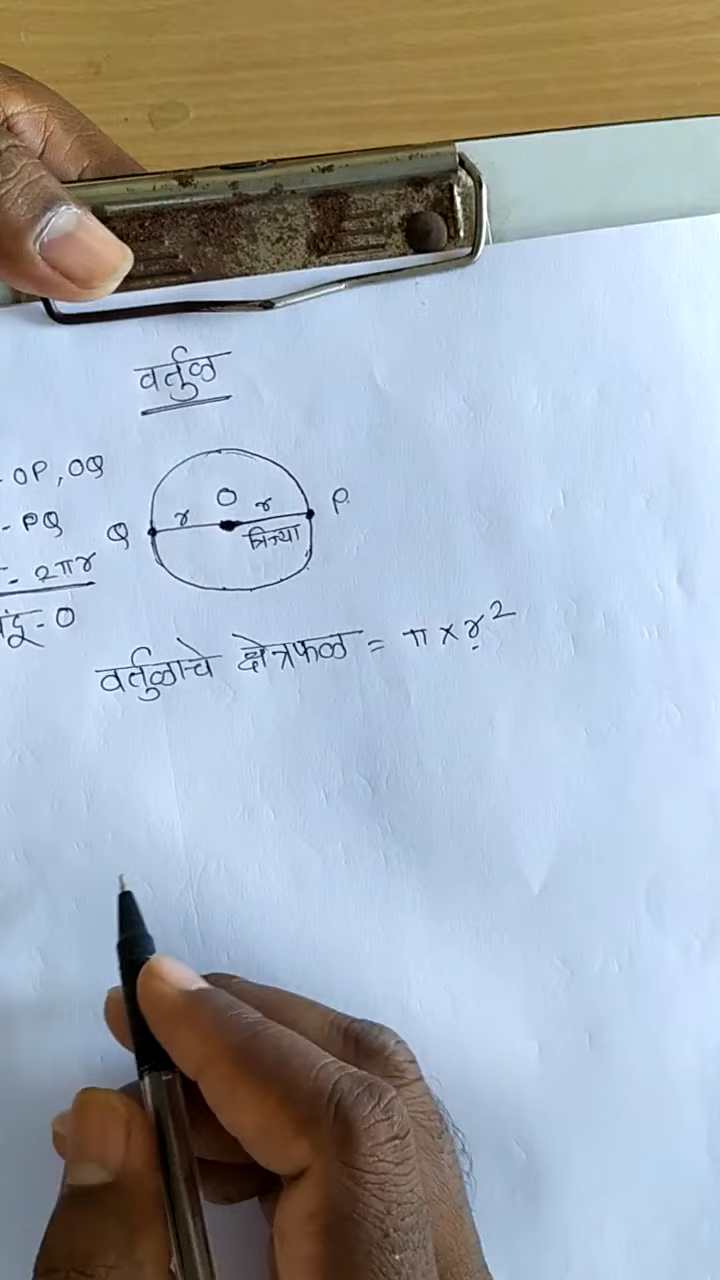 वर्तुळ
- OP, OQ
- PQ
- 2πr
- O
O
r
r
P
Q
त्रिज्या
वर्तुळाचे क्षेत्रफळ = π × r²